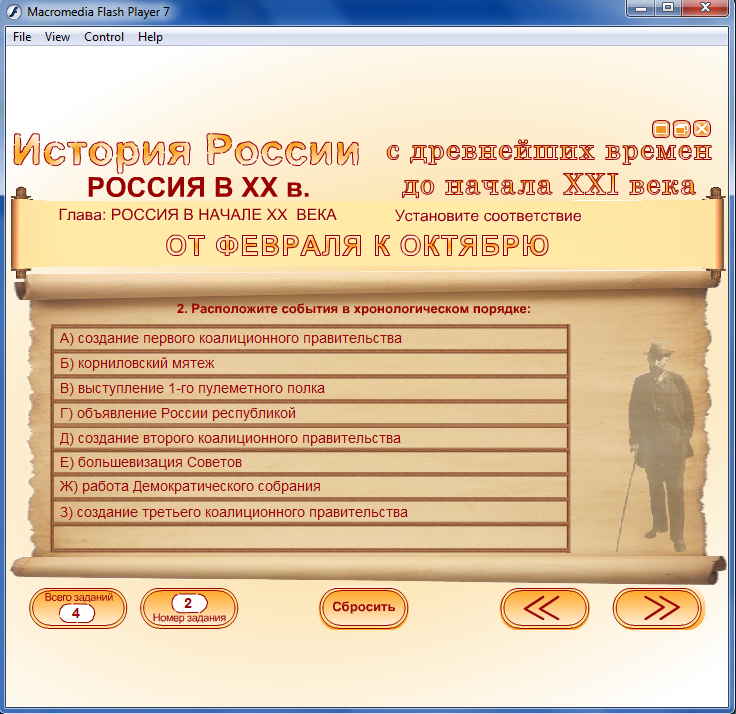 Macromedia Flash Player 7
File View Control Help
История России
с древнейших времен
до начала XXI века
РОССИЯ В XX в.
Глава: РОССИЯ В НАЧАЛЕ XX ВЕКА
Установите соответствие
ОТ ФЕВРАЛЯ К ОКТЯБРЮ
2. Расположите события в хронологическом порядке:
А) создание первого коалиционного правительства
Б) корниловский мятеж
В) выступление 1-го пулеметного полка
Г) объявление России республикой
Д) создание второго коалиционного правительства
Е) большевизация Советов
Ж) работа Демократического собрания
З) создание третьего коалиционного правительства
Всего заданий
4
2
Номер задания
Сбросить